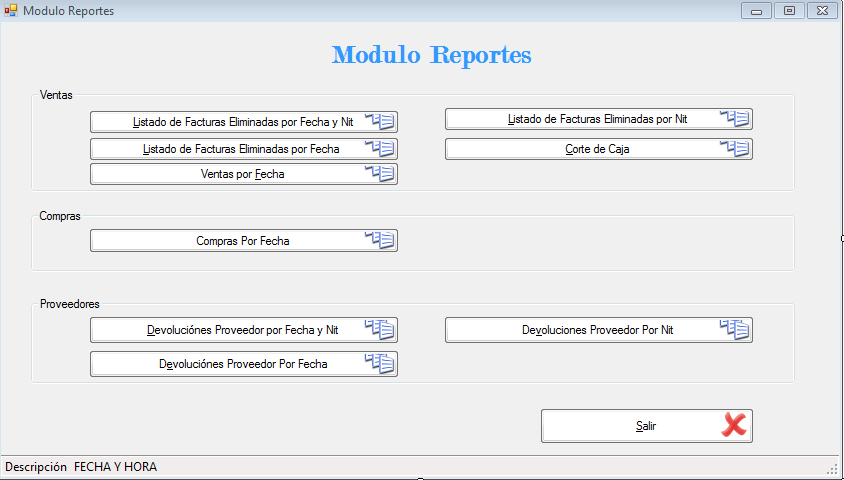 Modulo Reportes
Modulo Reportes
Ventas
Listado de Facturas Eliminadas por Fecha y Nit
Listado de Facturas Eliminadas por Nit
Listado de Facturas Eliminadas por Fecha
Corte de Caja
Ventas por Fecha
Compras
Compras Por Fecha
Proveedores
Devoluciónes Proveedor por Fecha y Nit
Devoluciones Proveedor Por Nit
Devoluciónes Proveedor Por Fecha
Salir
Descripción FECHA Y HORA